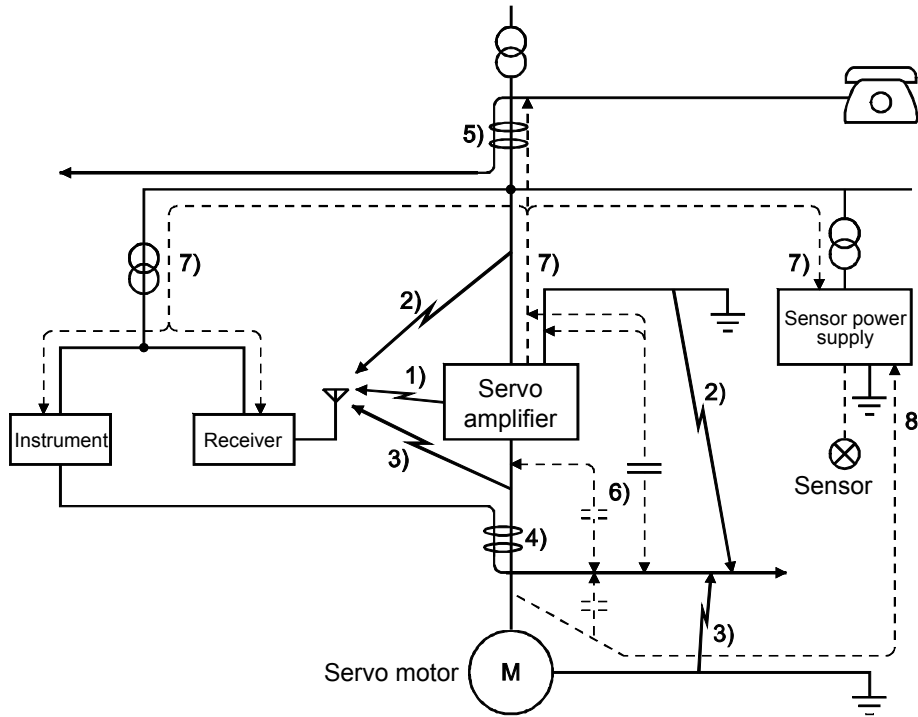 5)
7)
7)
7)
2)
Sensor power
supply
1)
Servo
amplifier
2)
8
Instrument
Receiver
3)
6)
Sensor
4)
3)
Servo motor
M